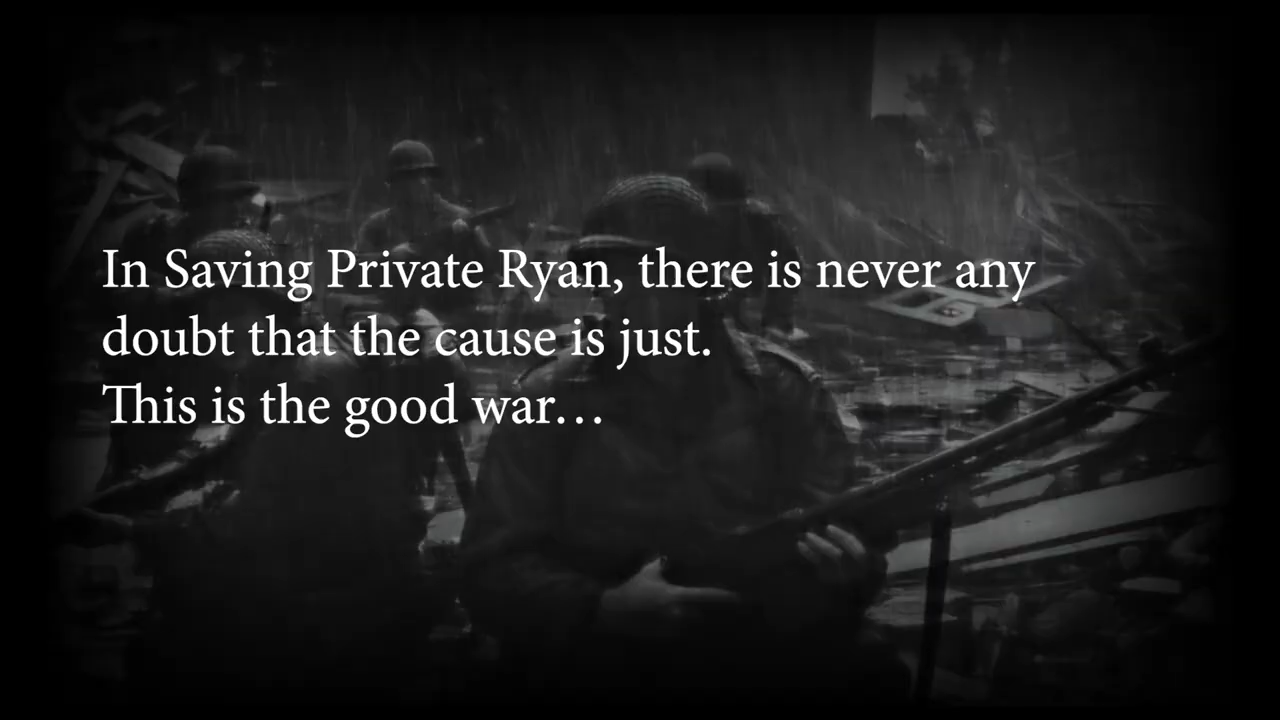 In Saving Private Ryan, there is never any
doubt that the cause is just.
This is the good war…